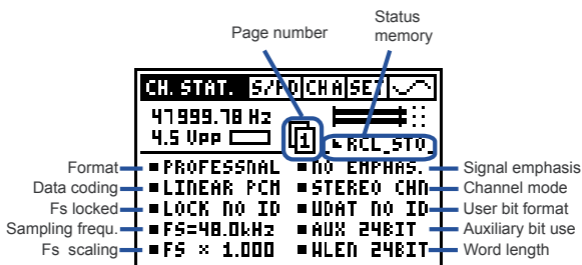 Page number
Status
memory
CH. STAT. S/PD CHA SET
47999.78 Hz
4.5 Vpp
1
RCL_STO
Format
PROFESSNAL
NO EMPHAS.
Signal emphasis
Data coding
LINEAR PCM
STEREO CHN
Channel mode
Fs locked
LOCK NO ID
UDAT NO ID
User bit format
Sampling frequ.
FS=48.0kHz
AUX 24BIT
Auxiliary bit use
Fs scaling
FS × 1.000
WLEN 24BIT
Word length